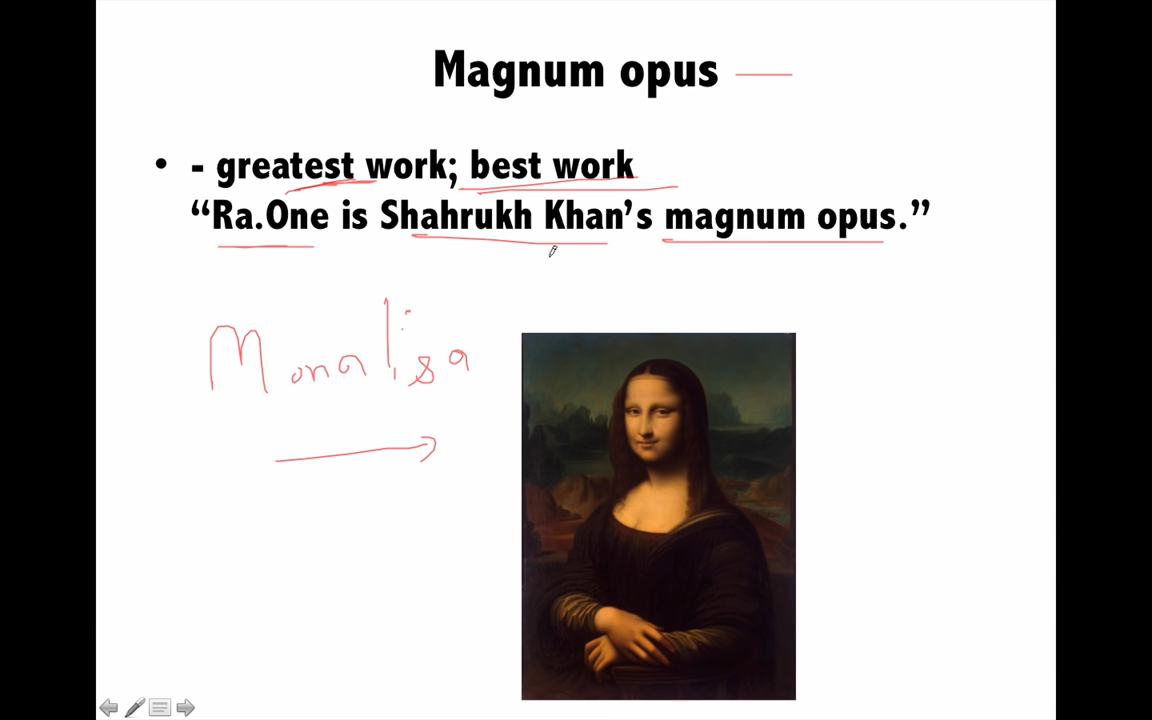 Magnum opus
• - greatest work; best work
“Ra.One is Shahrukh Khan’s magnum opus.”
Monalisa